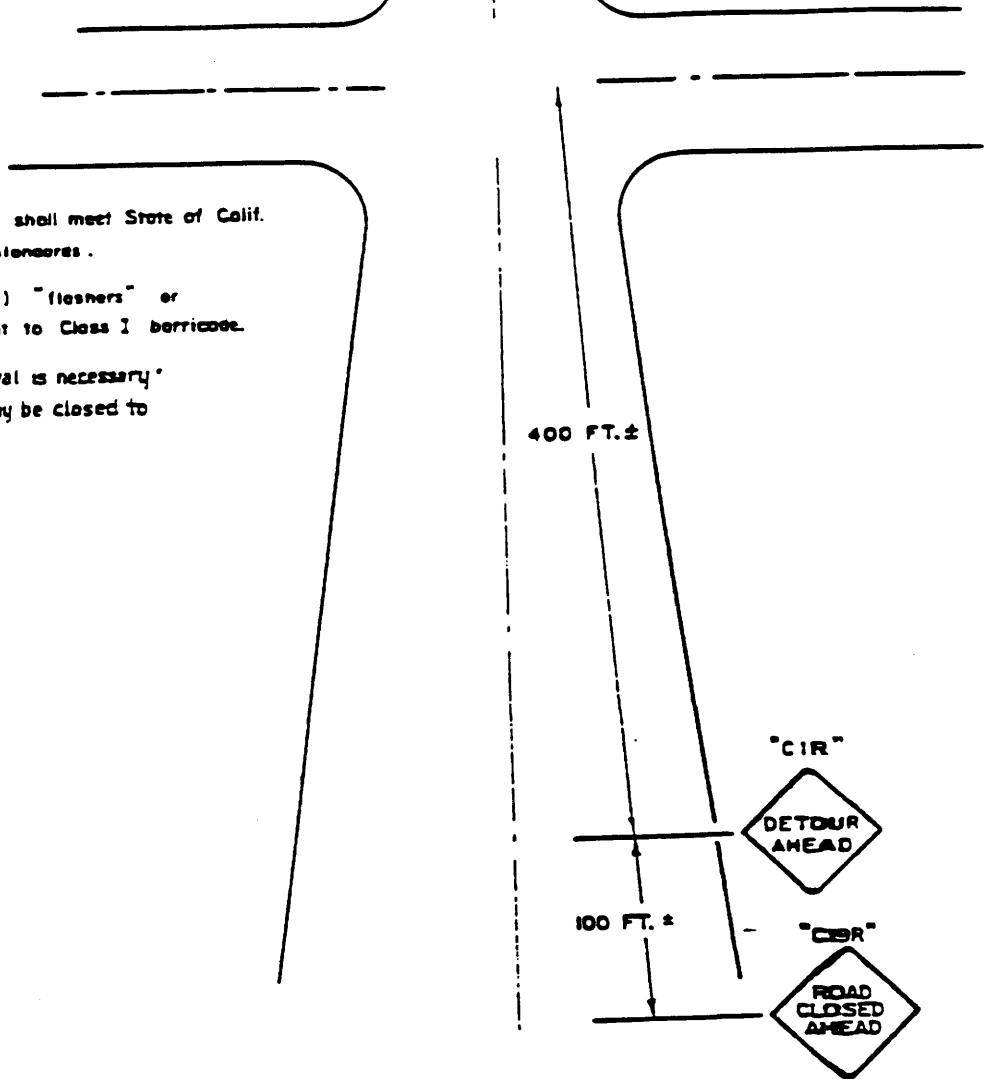 shall meet State of Calif.
) "flashers" or
to Class I barricade.
is necessary
be closed to
400 FT.±
"C1R"
DETOUR
AHEAD
100 FT. ±
ROAD
CLOSED
AHEAD